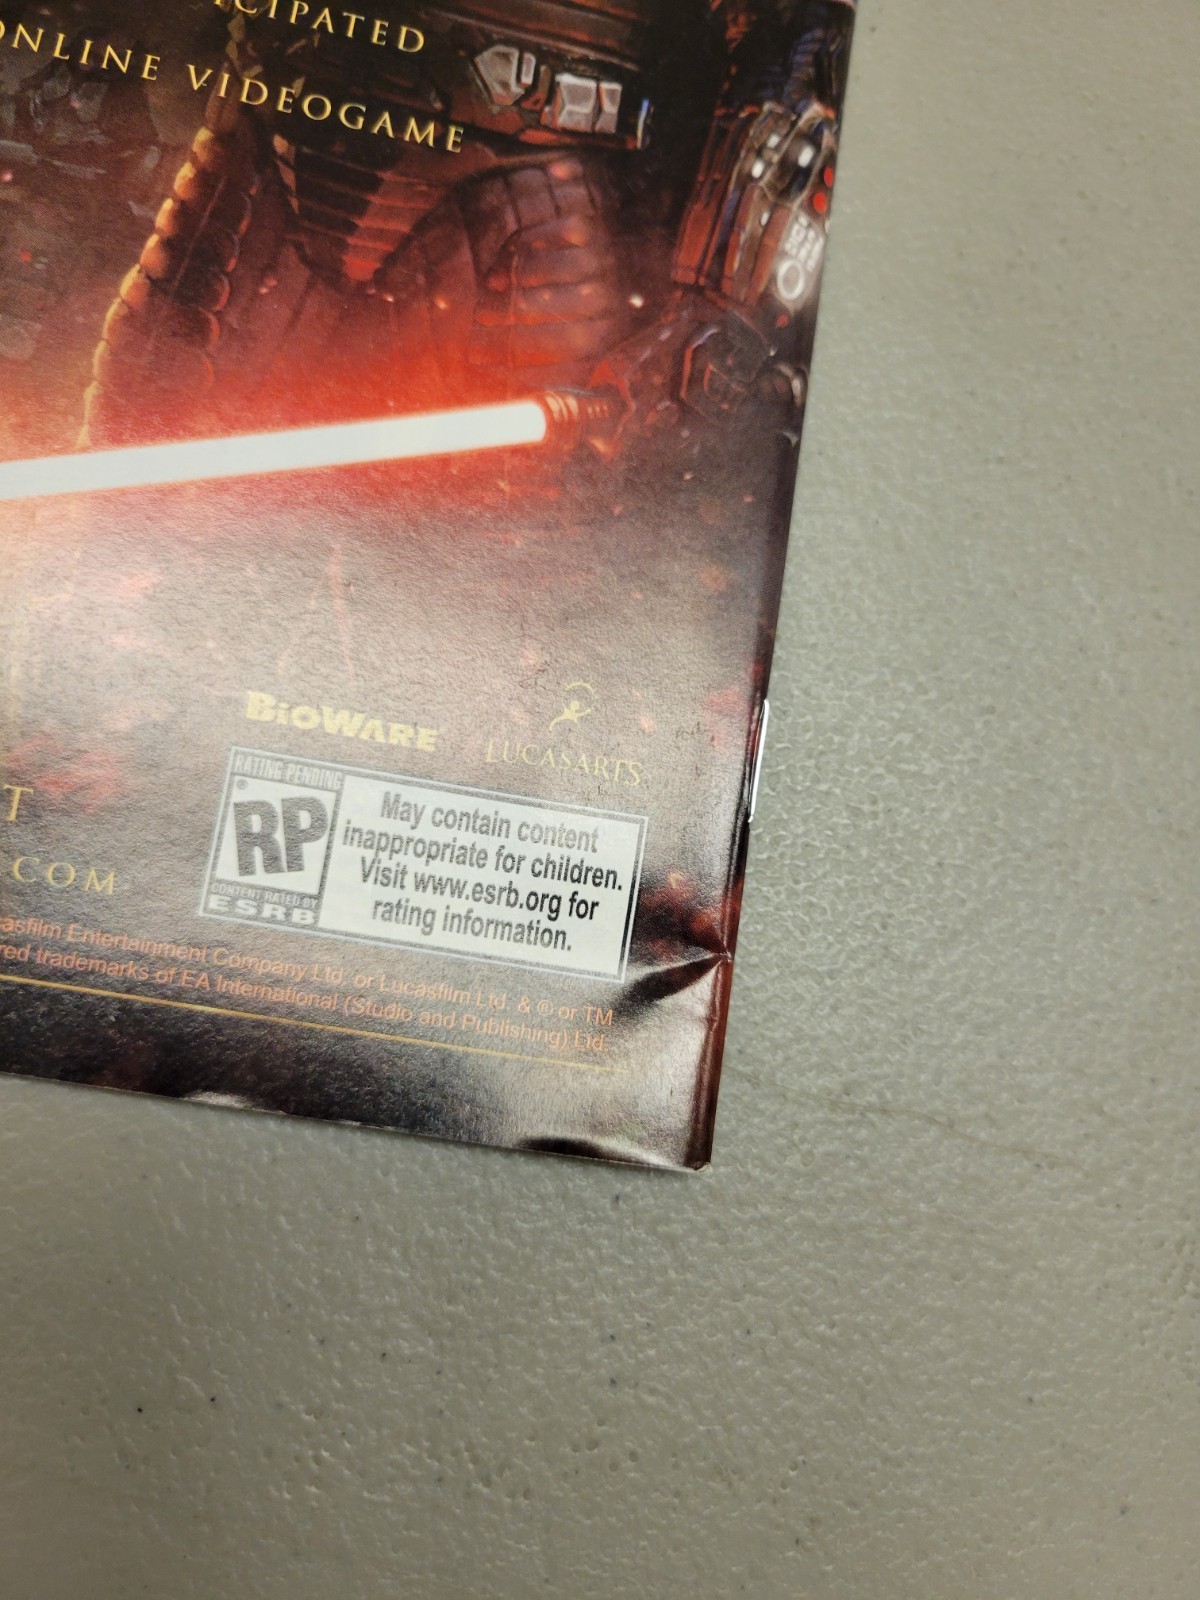 ICIPATED
ONLINE VIDEOGAME
BIOWARE
LUCASARTS
RATING PENDING
RP
®
CONTENT RATED BY
ESRB
May contain content
inappropriate for children.
Visit www.esrb.org for
rating information.
T
.COM
asfilm Entertainment Company Ltd. or Lucasfilm Ltd. & © or TM
red trademarks of EA International (Studio and Publishing) Ltd.